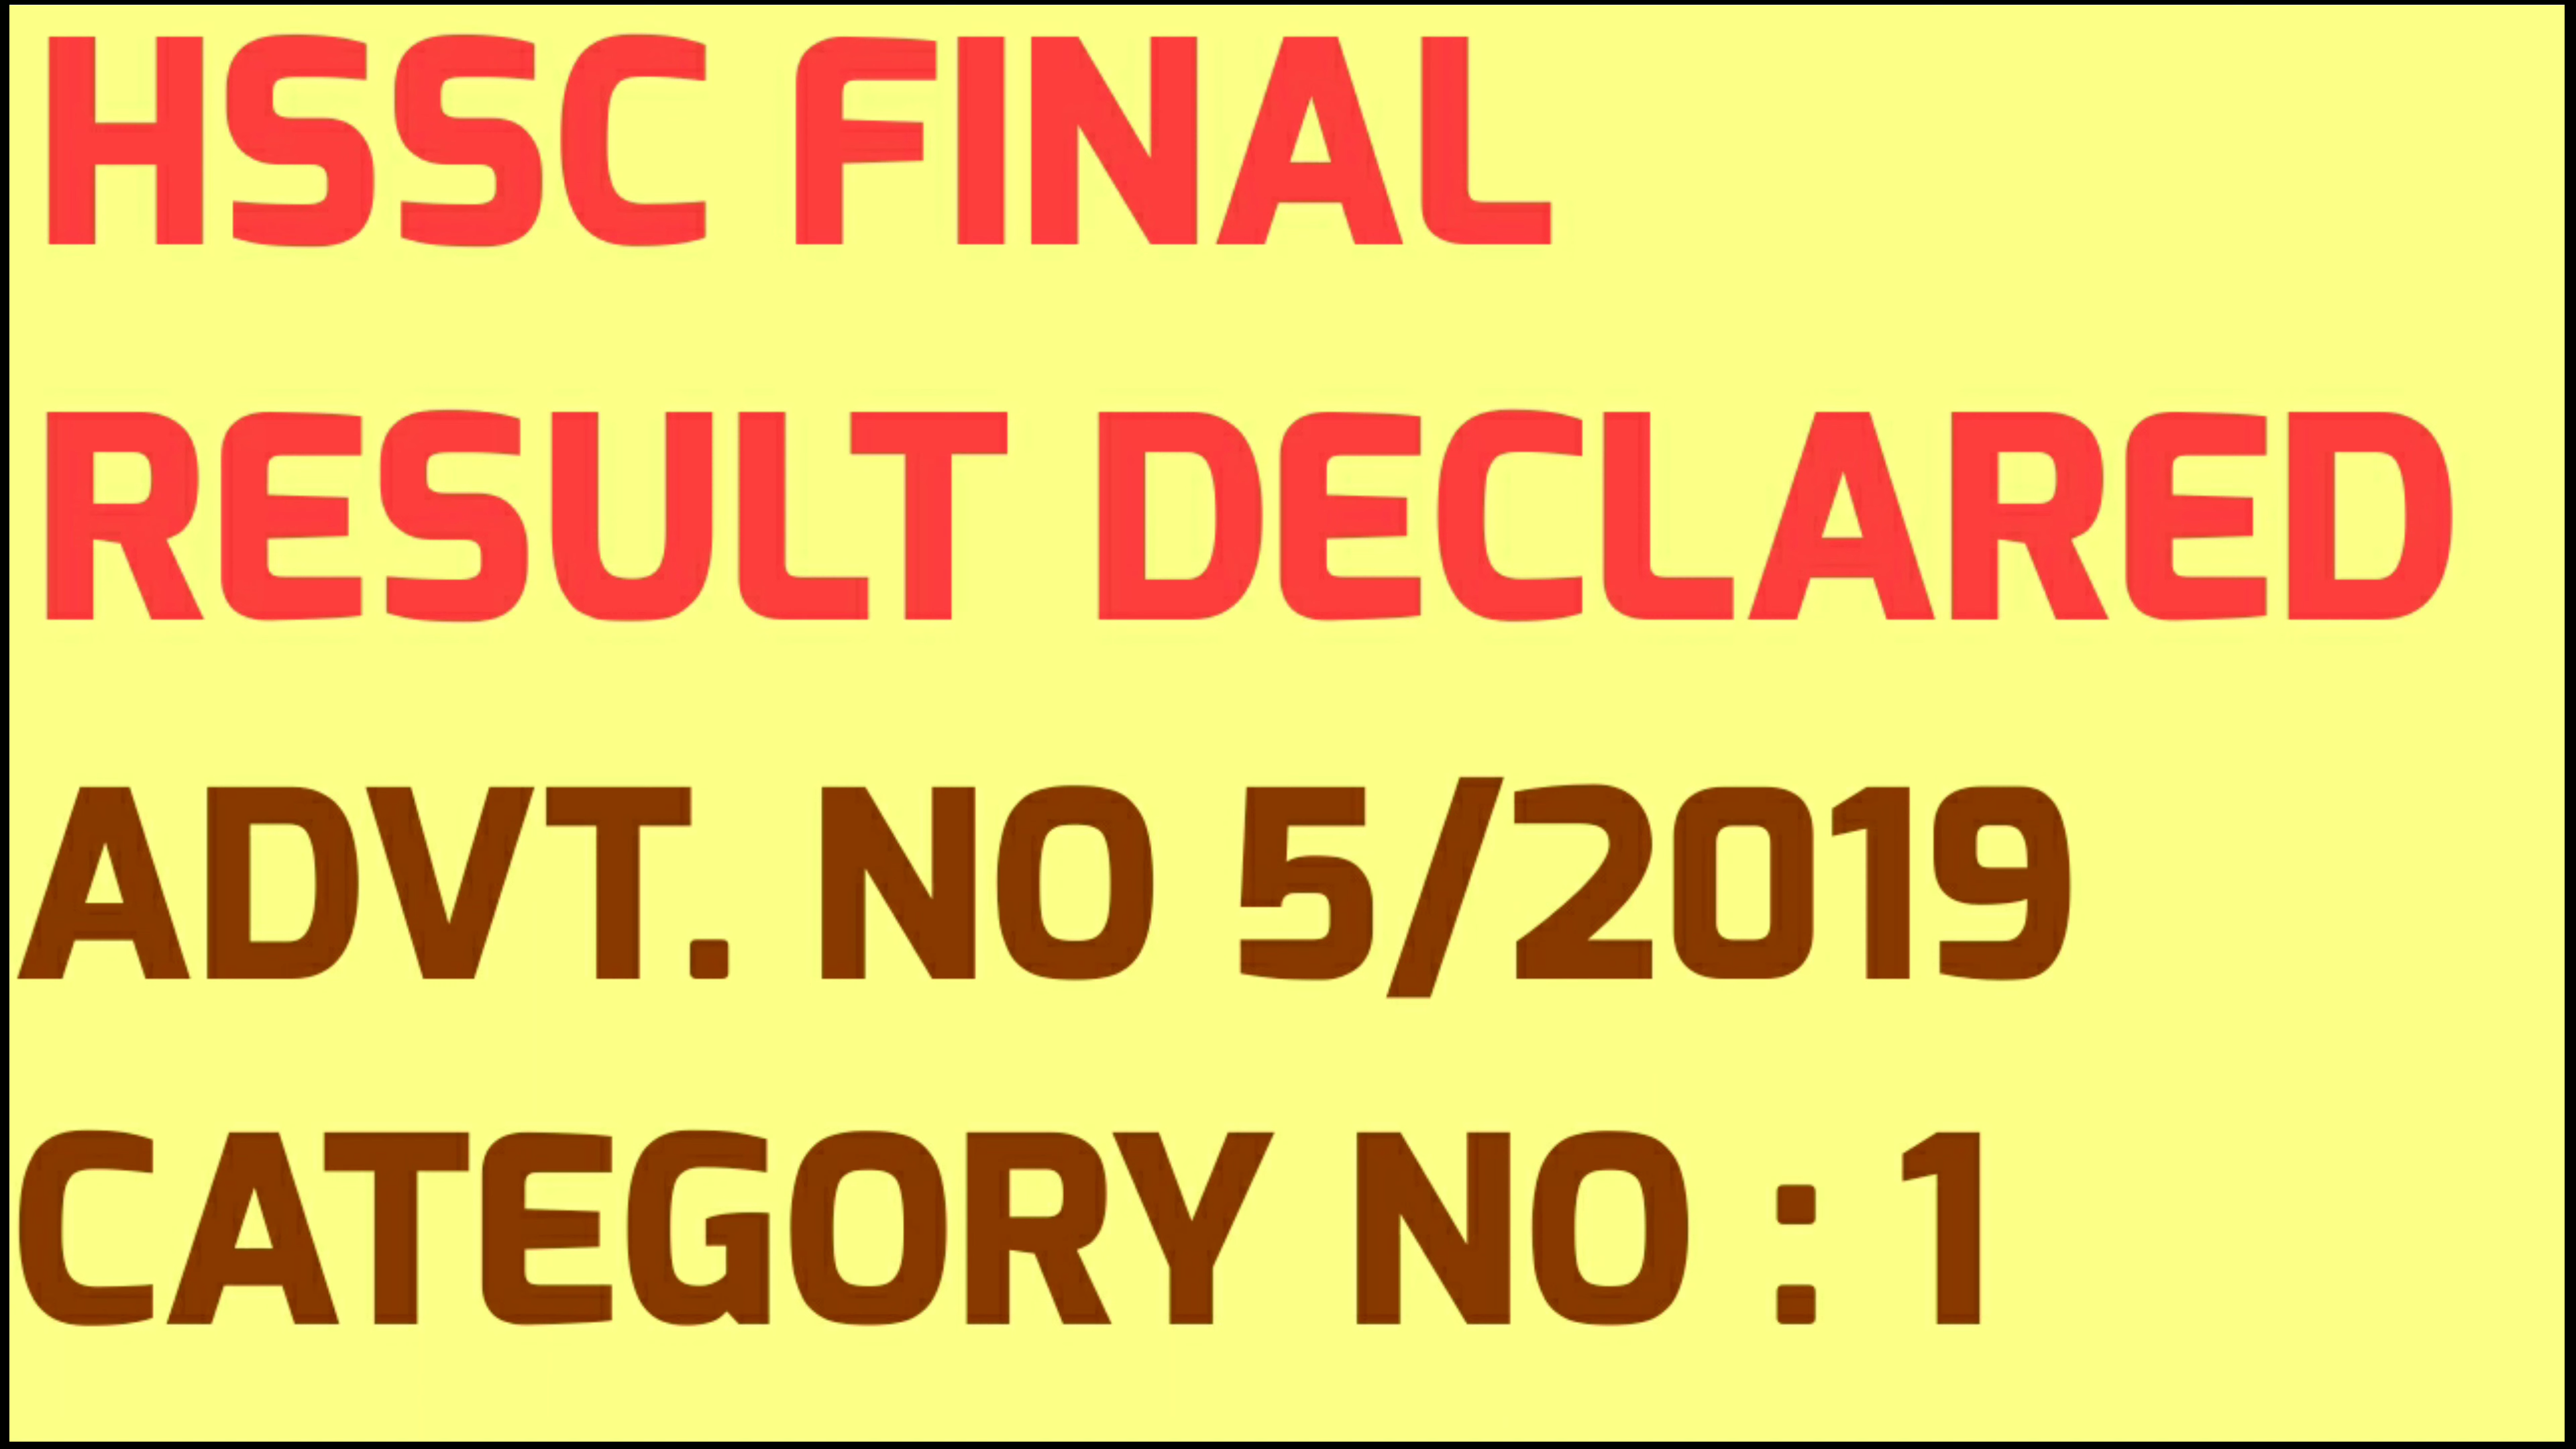 HSSC FINAL
RESULT DECLARED
ADVT. NO 5/2019
CATEGORY NO : 1